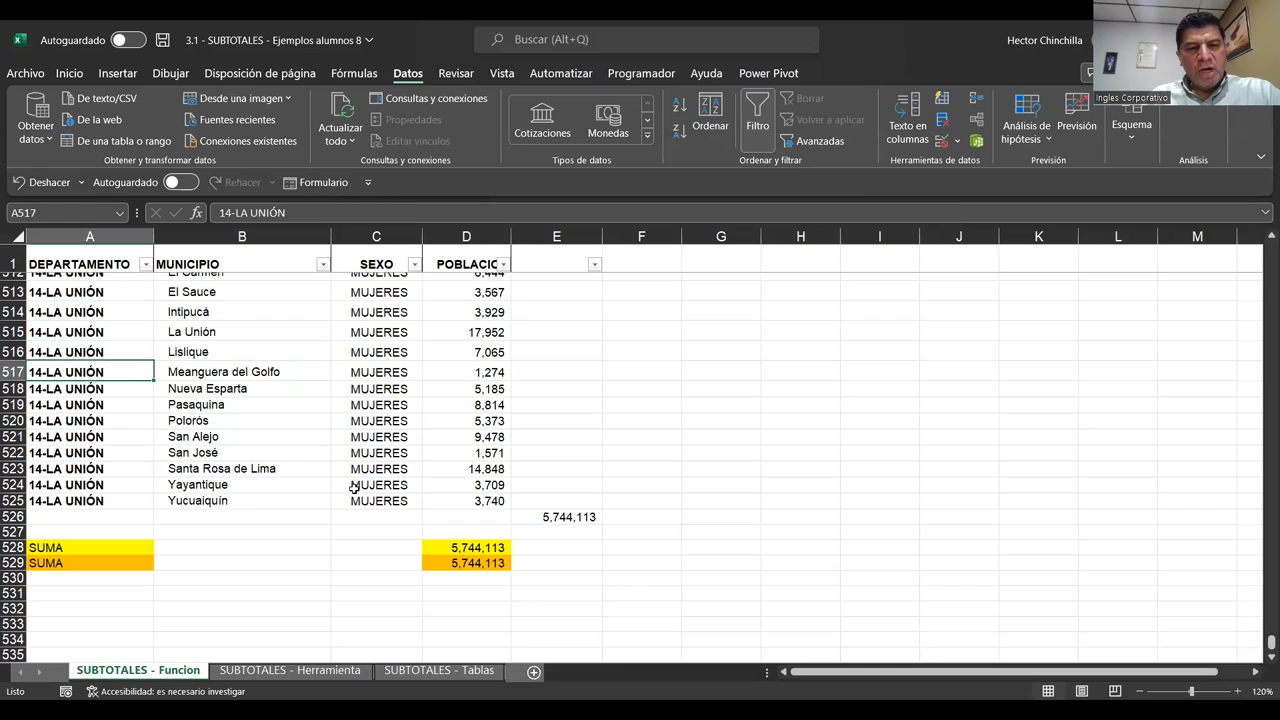 Autoguardado
3.1 - SUBTOTALES - Ejemplos alumnos 8
Buscar (Alt+Q)
Hector Chinchilla
Ingles Corporativo
Archivo Inicio Insertar Dibujar Disposición de página Fórmulas Datos Revisar Vista Automatizar Programador Ayuda Power Pivot
Obtener datos
De texto/CSV
De la web
De una tabla o rango
Desde una imagen
Fuentes recientes
Conexiones existentes
Obtener y transformar datos
Actualizar todo
Consultas y conexiones
Propiedades
Editar vínculos
Consultas y conexiones
Cotizaciones
Monedas
Tipos de datos
Ordenar
Filtro
Borrar
Volver a aplicar
Avanzadas
Ordenar y filtrar
Texto en columnas
Herramientas de datos
Análisis de hipótesis
Previsión
Previsión
Esquema
Análisis
Deshacer Autoguardado Rehacer Formulario
A517 fx 14-LA UNIÓN
A B C D E F G H I J K L M
1 DEPARTAMENTO MUNICIPIO SEXO POBLACIO
512 14-LA UNIÓN El Carmen MUJERES 6,444
513 14-LA UNIÓN El Sauce MUJERES 3,567
514 14-LA UNIÓN Intipucá MUJERES 3,929
515 14-LA UNIÓN La Unión MUJERES 17,952
516 14-LA UNIÓN Lislique MUJERES 7,065
517 14-LA UNIÓN Meanguera del Golfo MUJERES 1,274
518 14-LA UNIÓN Nueva Esparta MUJERES 5,185
519 14-LA UNIÓN Pasaquina MUJERES 8,814
520 14-LA UNIÓN Polorós MUJERES 5,373
521 14-LA UNIÓN San Alejo MUJERES 9,478
522 14-LA UNIÓN San José MUJERES 1,571
523 14-LA UNIÓN Santa Rosa de Lima MUJERES 14,848
524 14-LA UNIÓN Yayantique MUJERES 3,709
525 14-LA UNIÓN Yucuaiquín MUJERES 3,740
526 5,744,113
527
528 SUMA 5,744,113
529 SUMA 5,744,113
530
531
532
533
534
535
SUBTOTALES - Funcion SUBTOTALES - Herramienta SUBTOTALES - Tablas
Listo Accesibilidad: es necesario investigar 120%